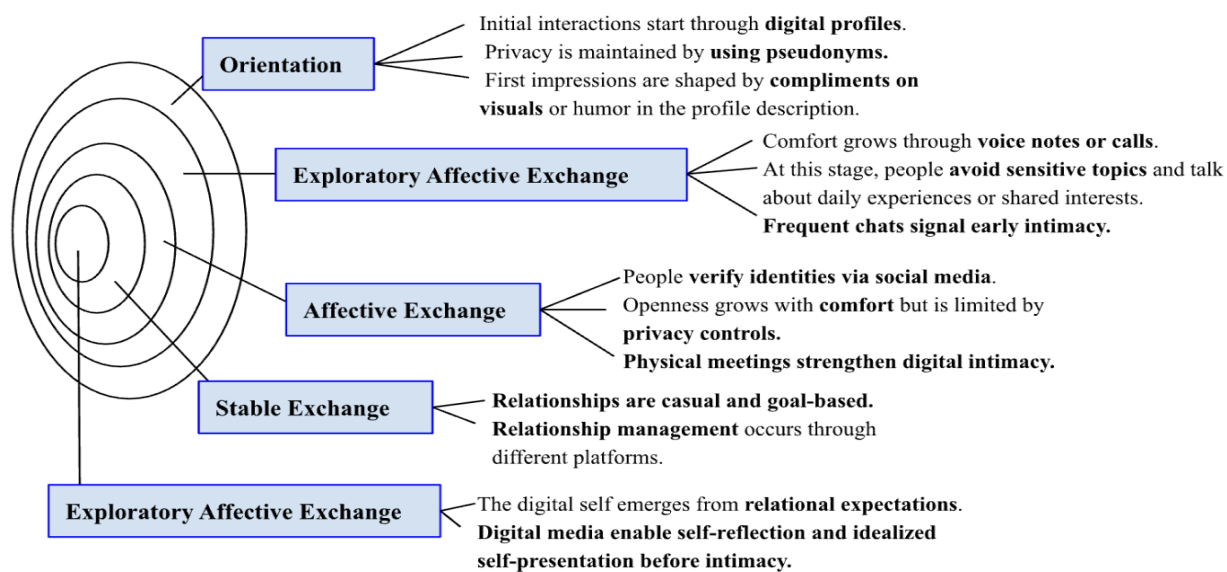 Orientation
Initial interactions start through digital profiles.
Privacy is maintained by using pseudonyms.
First impressions are shaped by compliments on
visuals or humor in the profile description.
Exploratory Affective Exchange
Comfort grows through voice notes or calls.
At this stage, people avoid sensitive topics and talk
about daily experiences or shared interests.
Frequent chats signal early intimacy.
Affective Exchange
People verify identities via social media.
Openness grows with comfort but is limited by
privacy controls.
Physical meetings strengthen digital intimacy.
Stable Exchange
Relationships are casual and goal-based.
Relationship management occurs through
different platforms.
Exploratory Affective Exchange
The digital self emerges from relational expectations.
Digital media enable self-reflection and idealized
self-presentation before intimacy.